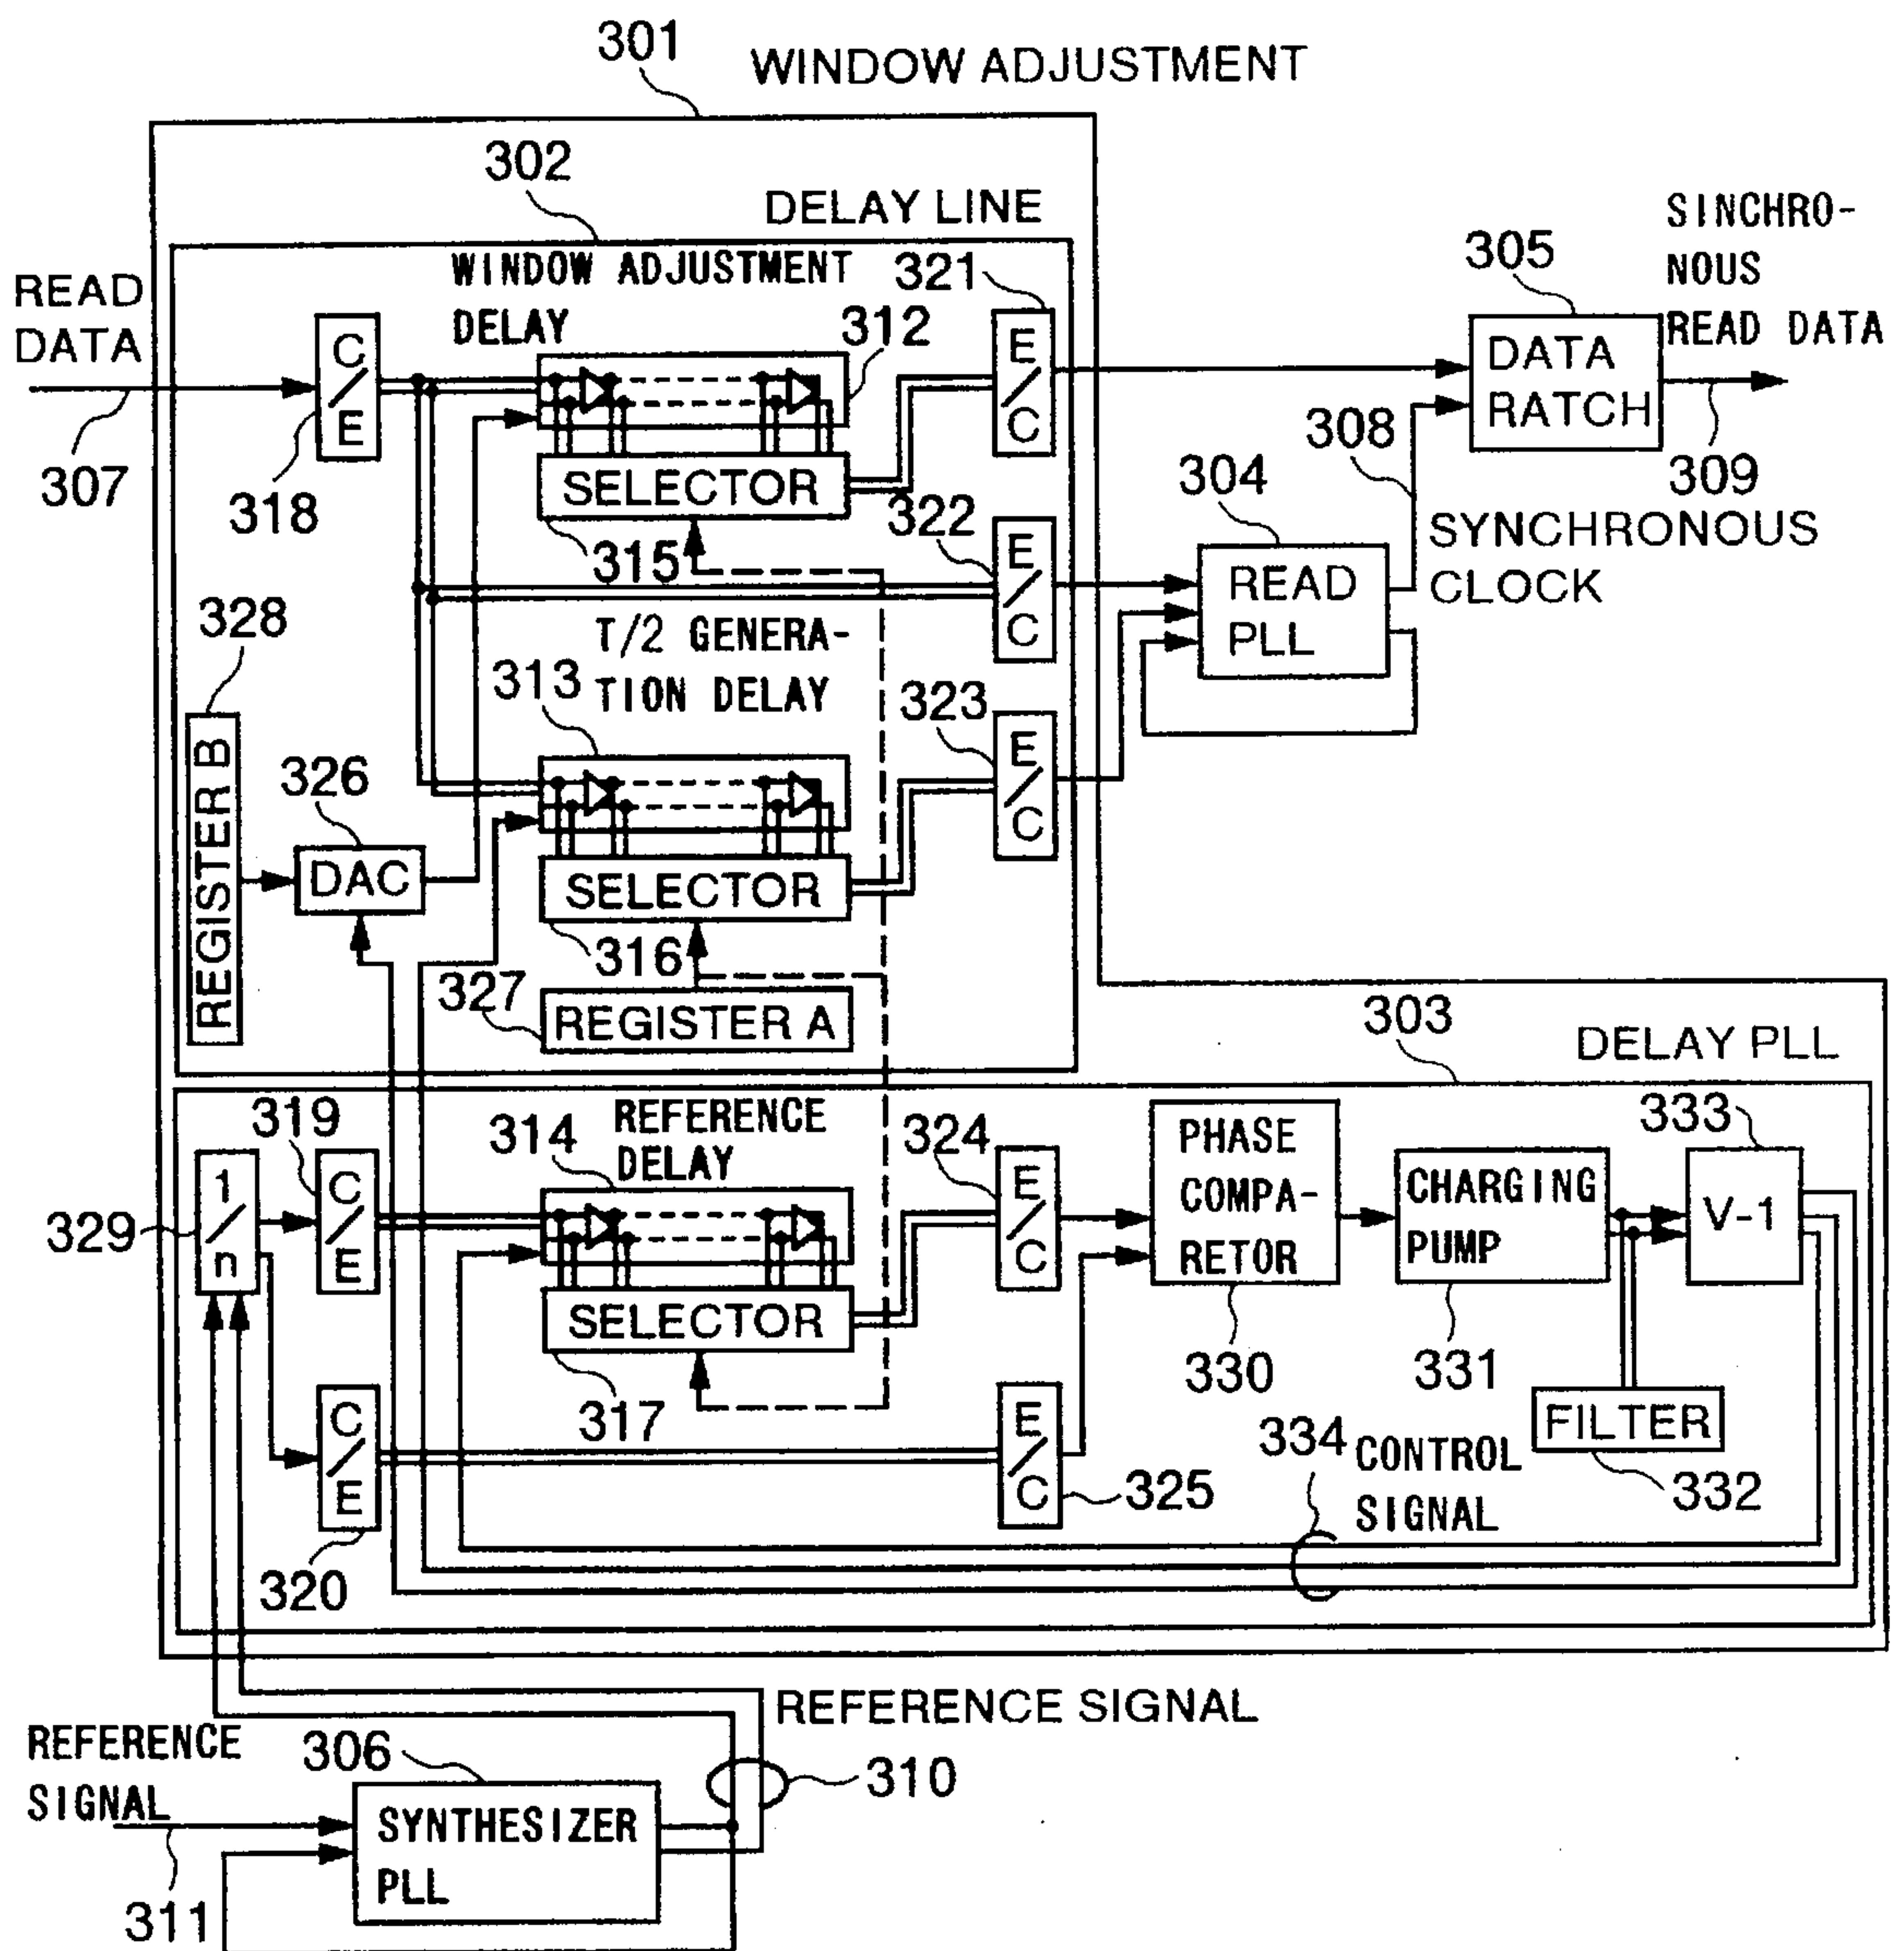 301
WINDOW ADJUSTMENT
302
DELAY LINE
READ
DATA
307
C/E
318
WINDOW ADJUSTMENT
DELAY
312
SELECTOR
315
321
E/C
305
DATA
RATCH
SINCHRO-
NOUS
READ DATA
309
308
SYNCHRONOUS
CLOCK
304
READ
PLL
322
E/C
T/2 GENERA-
TION DELAY
313
SELECTOR
316
323
E/C
328
REGISTER B
326
DAC
327
REGISTER A
303
DELAY PLL
329
1/n
319
C/E
320
C/E
REFERENCE
DELAY
314
SELECTOR
317
324
E/C
E/C
325
PHASE
COMPA-
RETOR
330
CHARGING
PUMP
331
333
V-1
FILTER
332
334
CONTROL
SIGNAL
REFERENCE SIGNAL
310
REFERENCE
SIGNAL
311
306
SYNTHESIZER
PLL